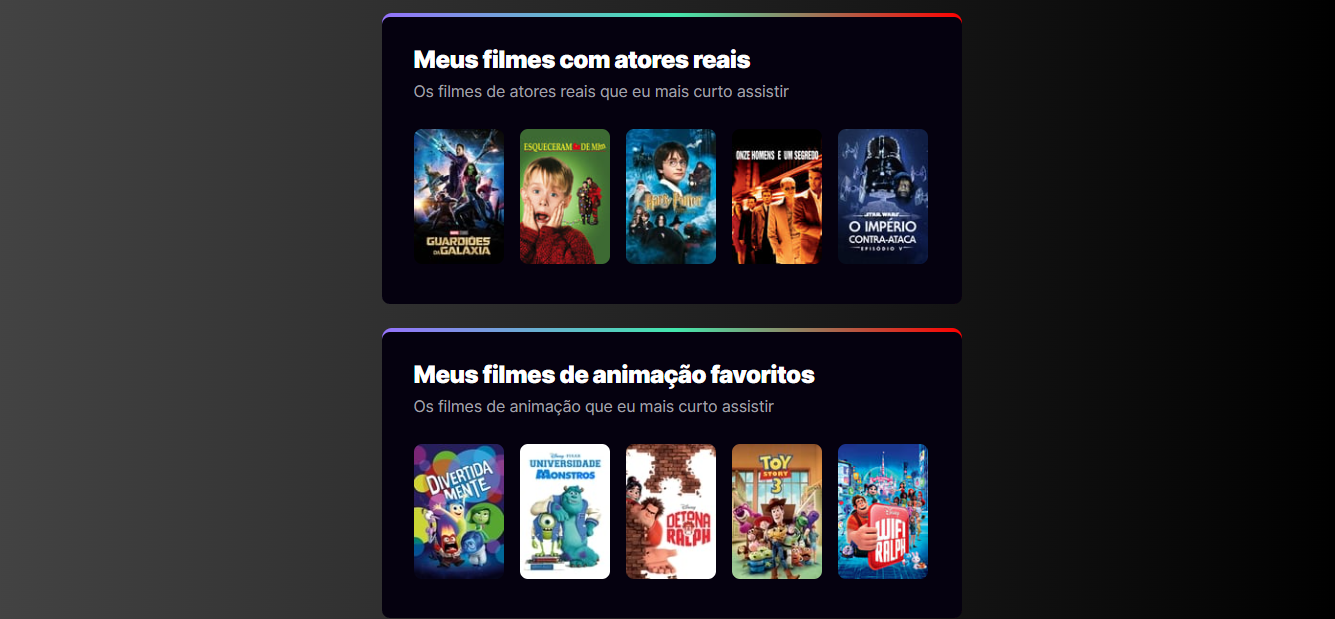 Meus filmes com atores reais
Os filmes de atores reais que eu mais curto assistir
GUARDIÕES
DA GALÁXIA
ESQUECERAM DE MIM
Harry Potter
ONZE HOMENS E UM SEGREDO
STAR WARS
O IMPÉRIO
CONTRA-ATACA
EPISÓDIO V
Meus filmes de animação favoritos
Os filmes de animação que eu mais curto assistir
DIVERTIDA
MENTE
Disney PIXAR
UNIVERSIDADE
MONSTROS
Disney
DETONA
RALPH
TOY
STORY
3
Disney
WIFI
RALPH